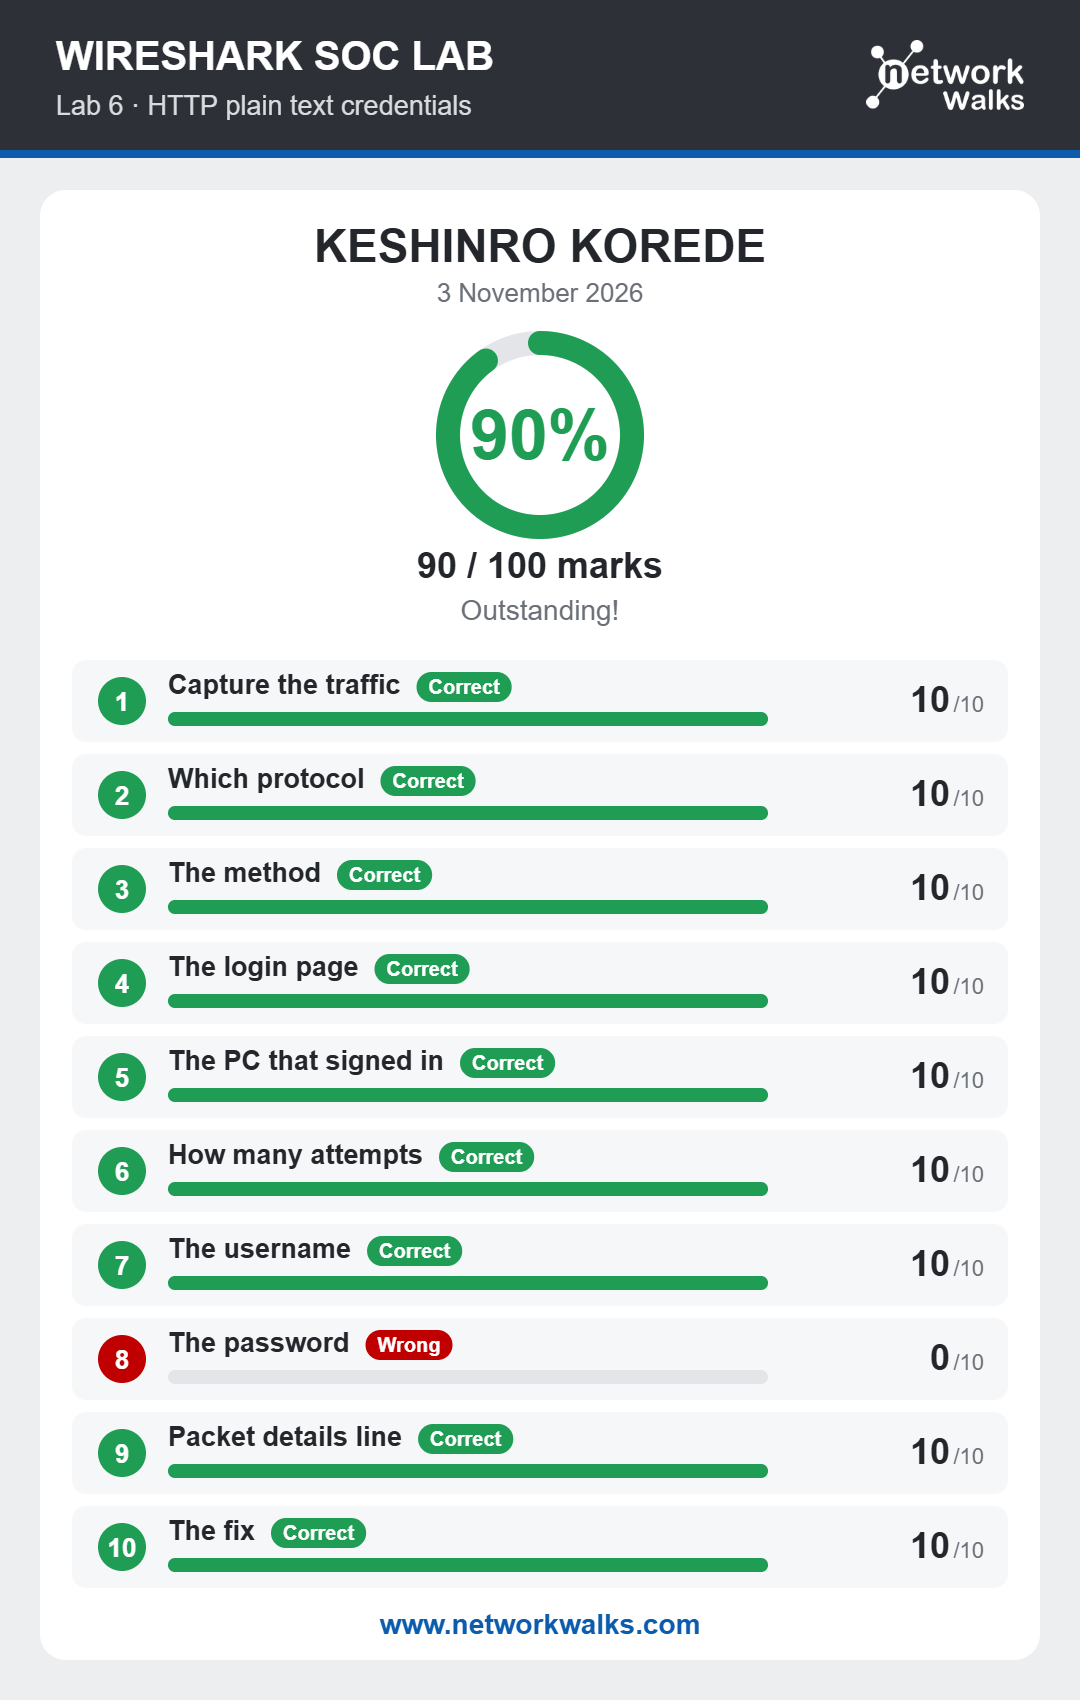 WIRESHARK SOC LAB
Lab 6 · HTTP plain text credentials
network
walks
KESHINRO KOREDE
3 November 2026
90%
90 / 100 marks
Outstanding!
1 Capture the traffic Correct 10/10
2 Which protocol Correct 10/10
3 The method Correct 10/10
4 The login page Correct 10/10
5 The PC that signed in Correct 10/10
6 How many attempts Correct 10/10
7 The username Correct 10/10
8 The password Wrong 0/10
9 Packet details line Correct 10/10
10 The fix Correct 10/10
www.networkwalks.com